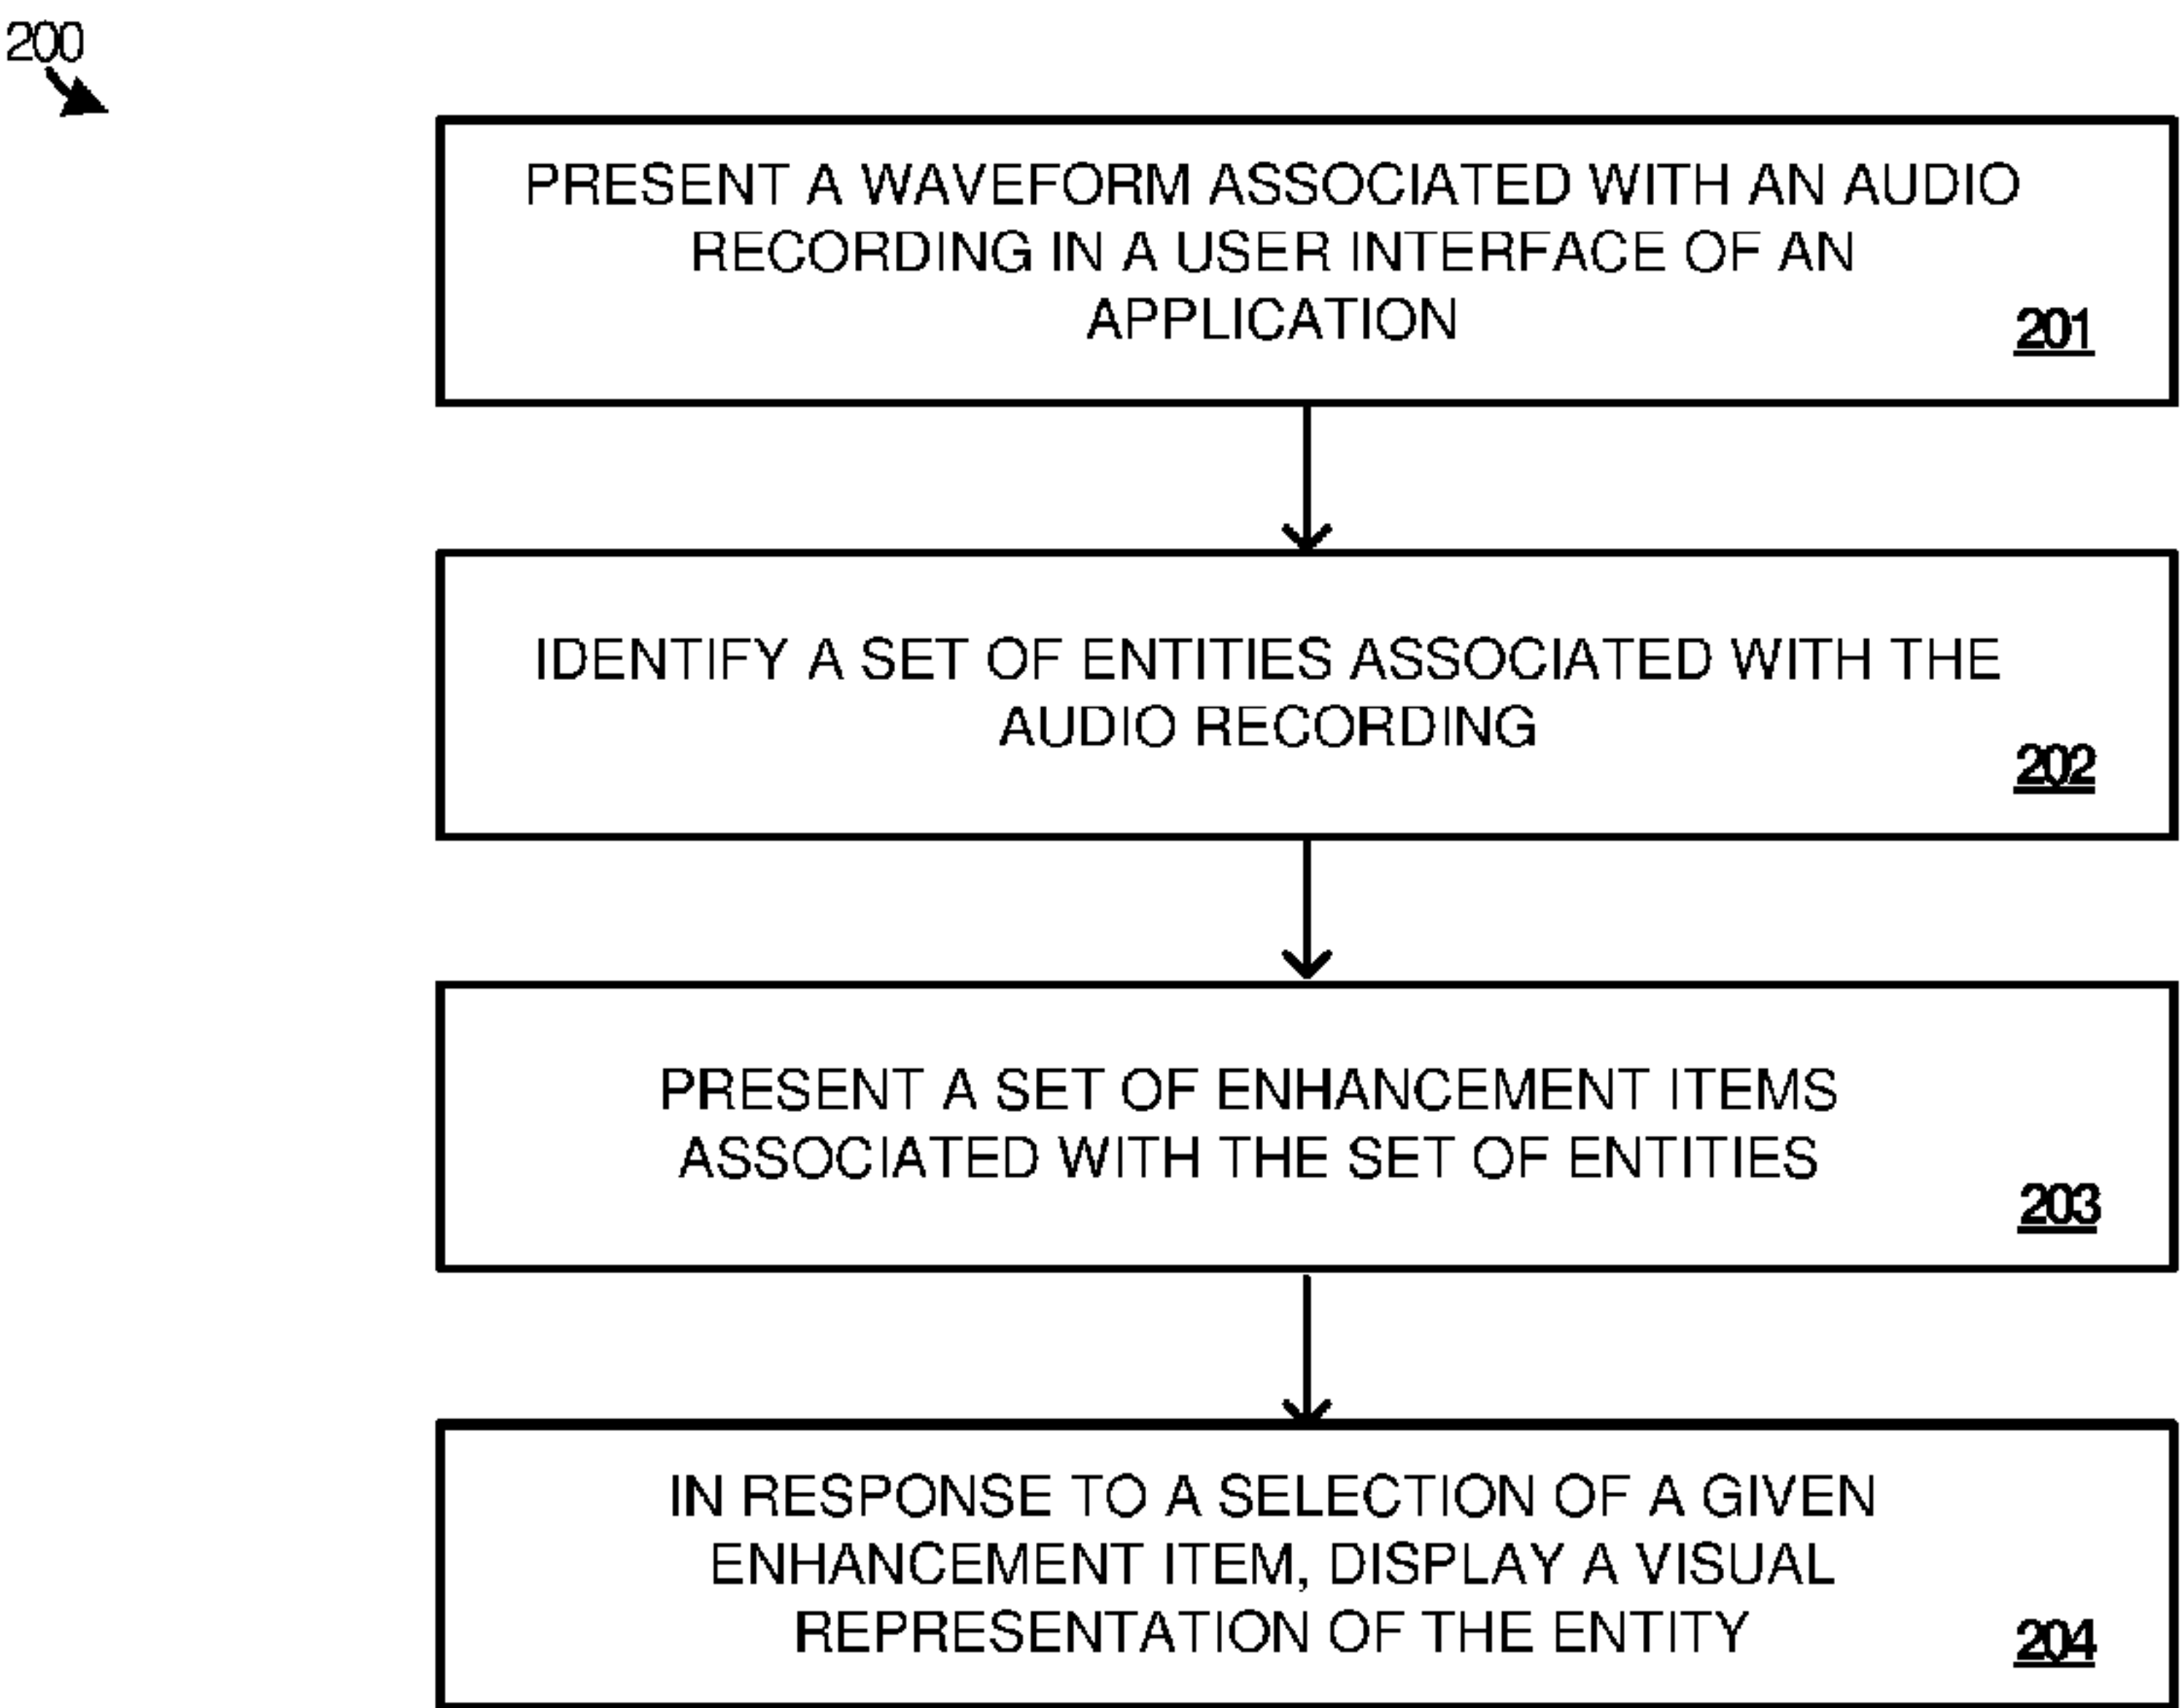 200
PRESENT A WAVEFORM ASSOCIATED WITH AN AUDIO
RECORDING IN A USER INTERFACE OF AN
APPLICATION
201
IDENTIFY A SET OF ENTITIES ASSOCIATED WITH THE
AUDIO RECORDING
202
PRESENT A SET OF ENHANCEMENT ITEMS
ASSOCIATED WITH THE SET OF ENTITIES
203
IN RESPONSE TO A SELECTION OF A GIVEN
ENHANCEMENT ITEM, DISPLAY A VISUAL
REPRESENTATION OF THE ENTITY
204